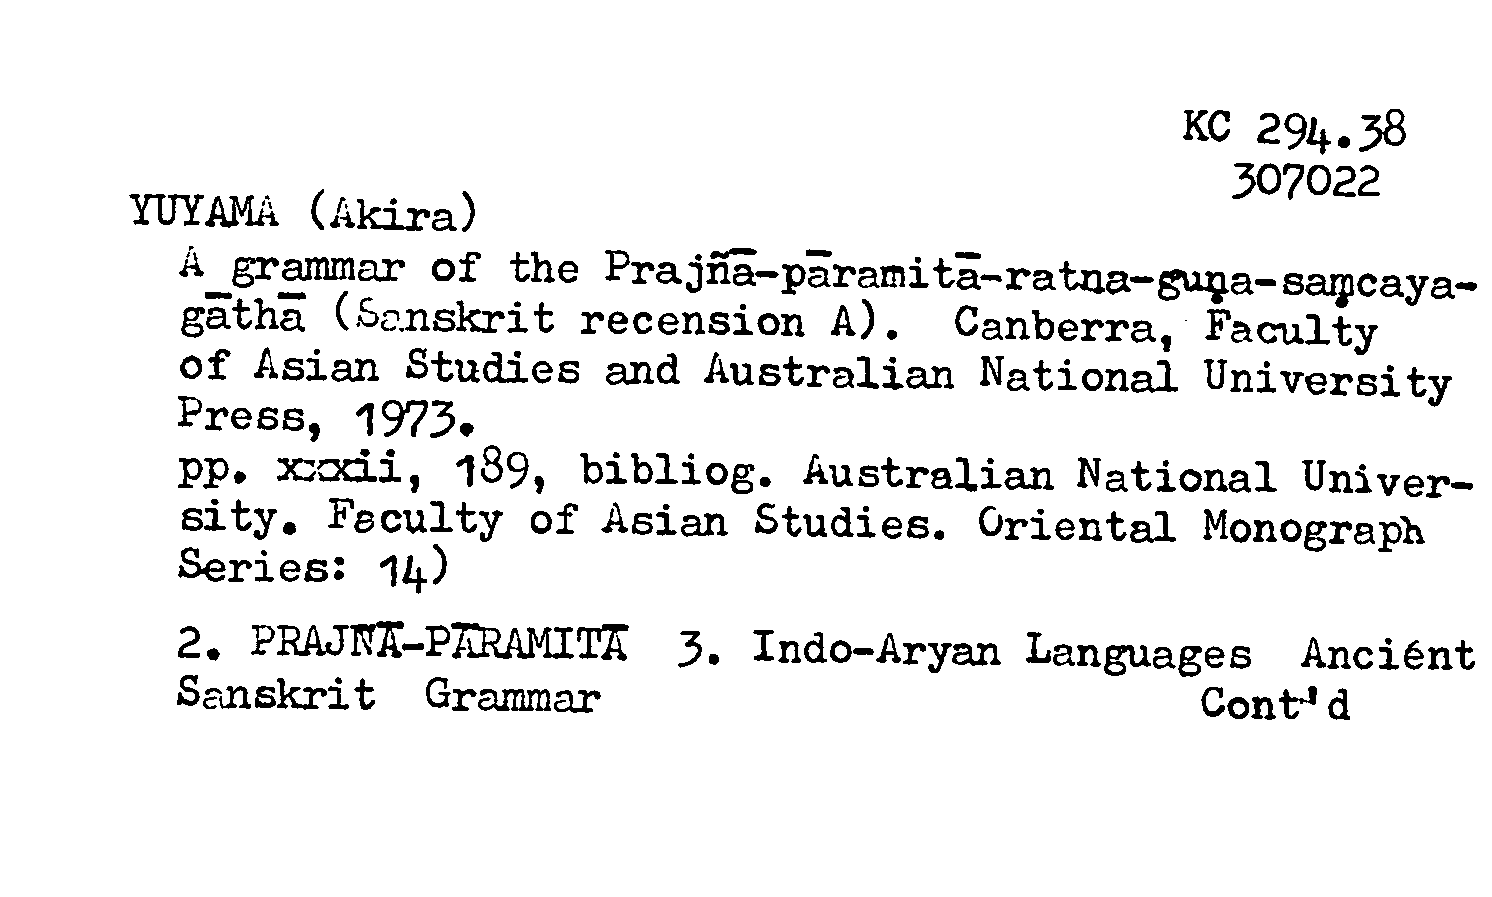 KC 294.38
307022
YUYAMA (Akira)
A grammar of the Prajñā-pāramitā-ratna-guṇa-saṃcaya-
gāthā (Sanskrit recension A). Canberra, Faculty
of Asian Studies and Australian National University
Press, 1973.
pp. xxxii, 189, bibliog. Australian National Univer-
sity. Faculty of Asian Studies. Oriental Monograph
Series: 14)
2. PRAJÑĀ-PĀRAMITĀ 3. Indo-Aryan Languages Anciént
Sanskrit Grammar Cont'd